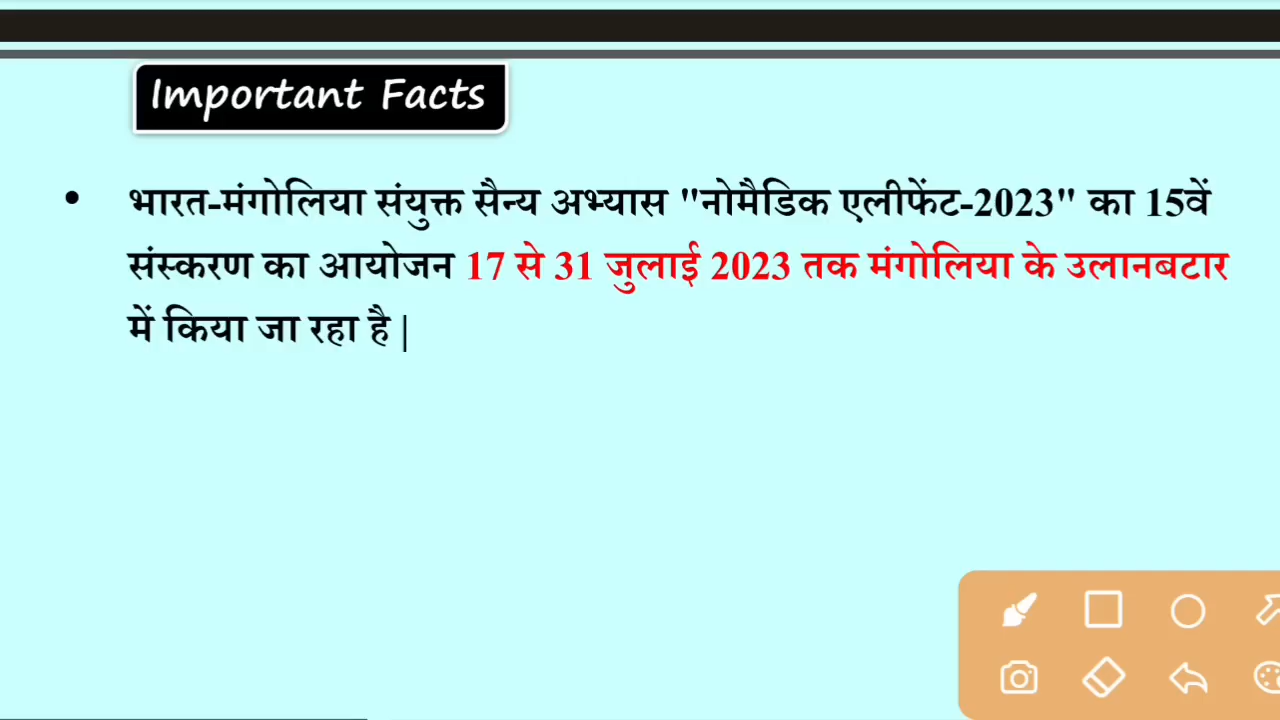 Important Facts
• भारत-मंगोलिया संयुक्त सैन्य अभ्यास "नोमैडिक एलीफेंट-2023" का 15वें
संस्करण का आयोजन 17 से 31 जुलाई 2023 तक मंगोलिया के उलानबटार
में किया जा रहा है |